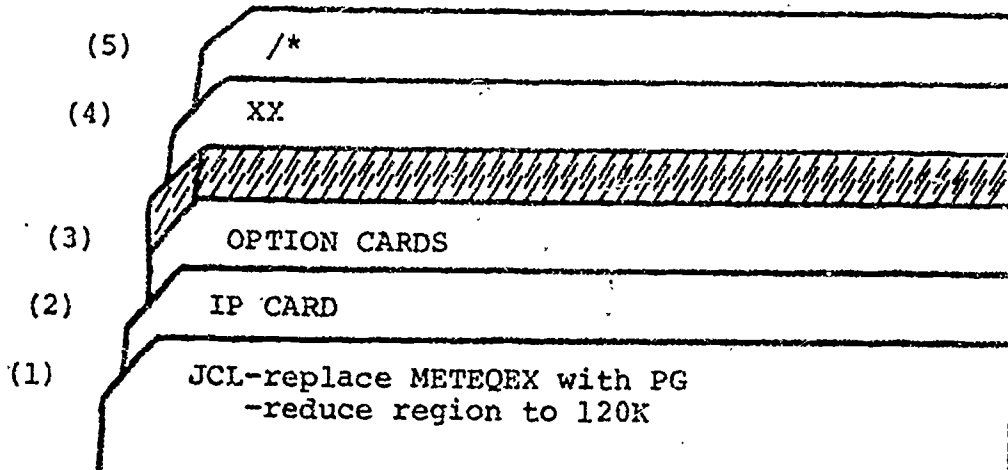 (5) /*
(4) XX
(3) OPTION CARDS
(2) IP CARD
(1) JCL-replace METEQEX with PG
-reduce region to 120K